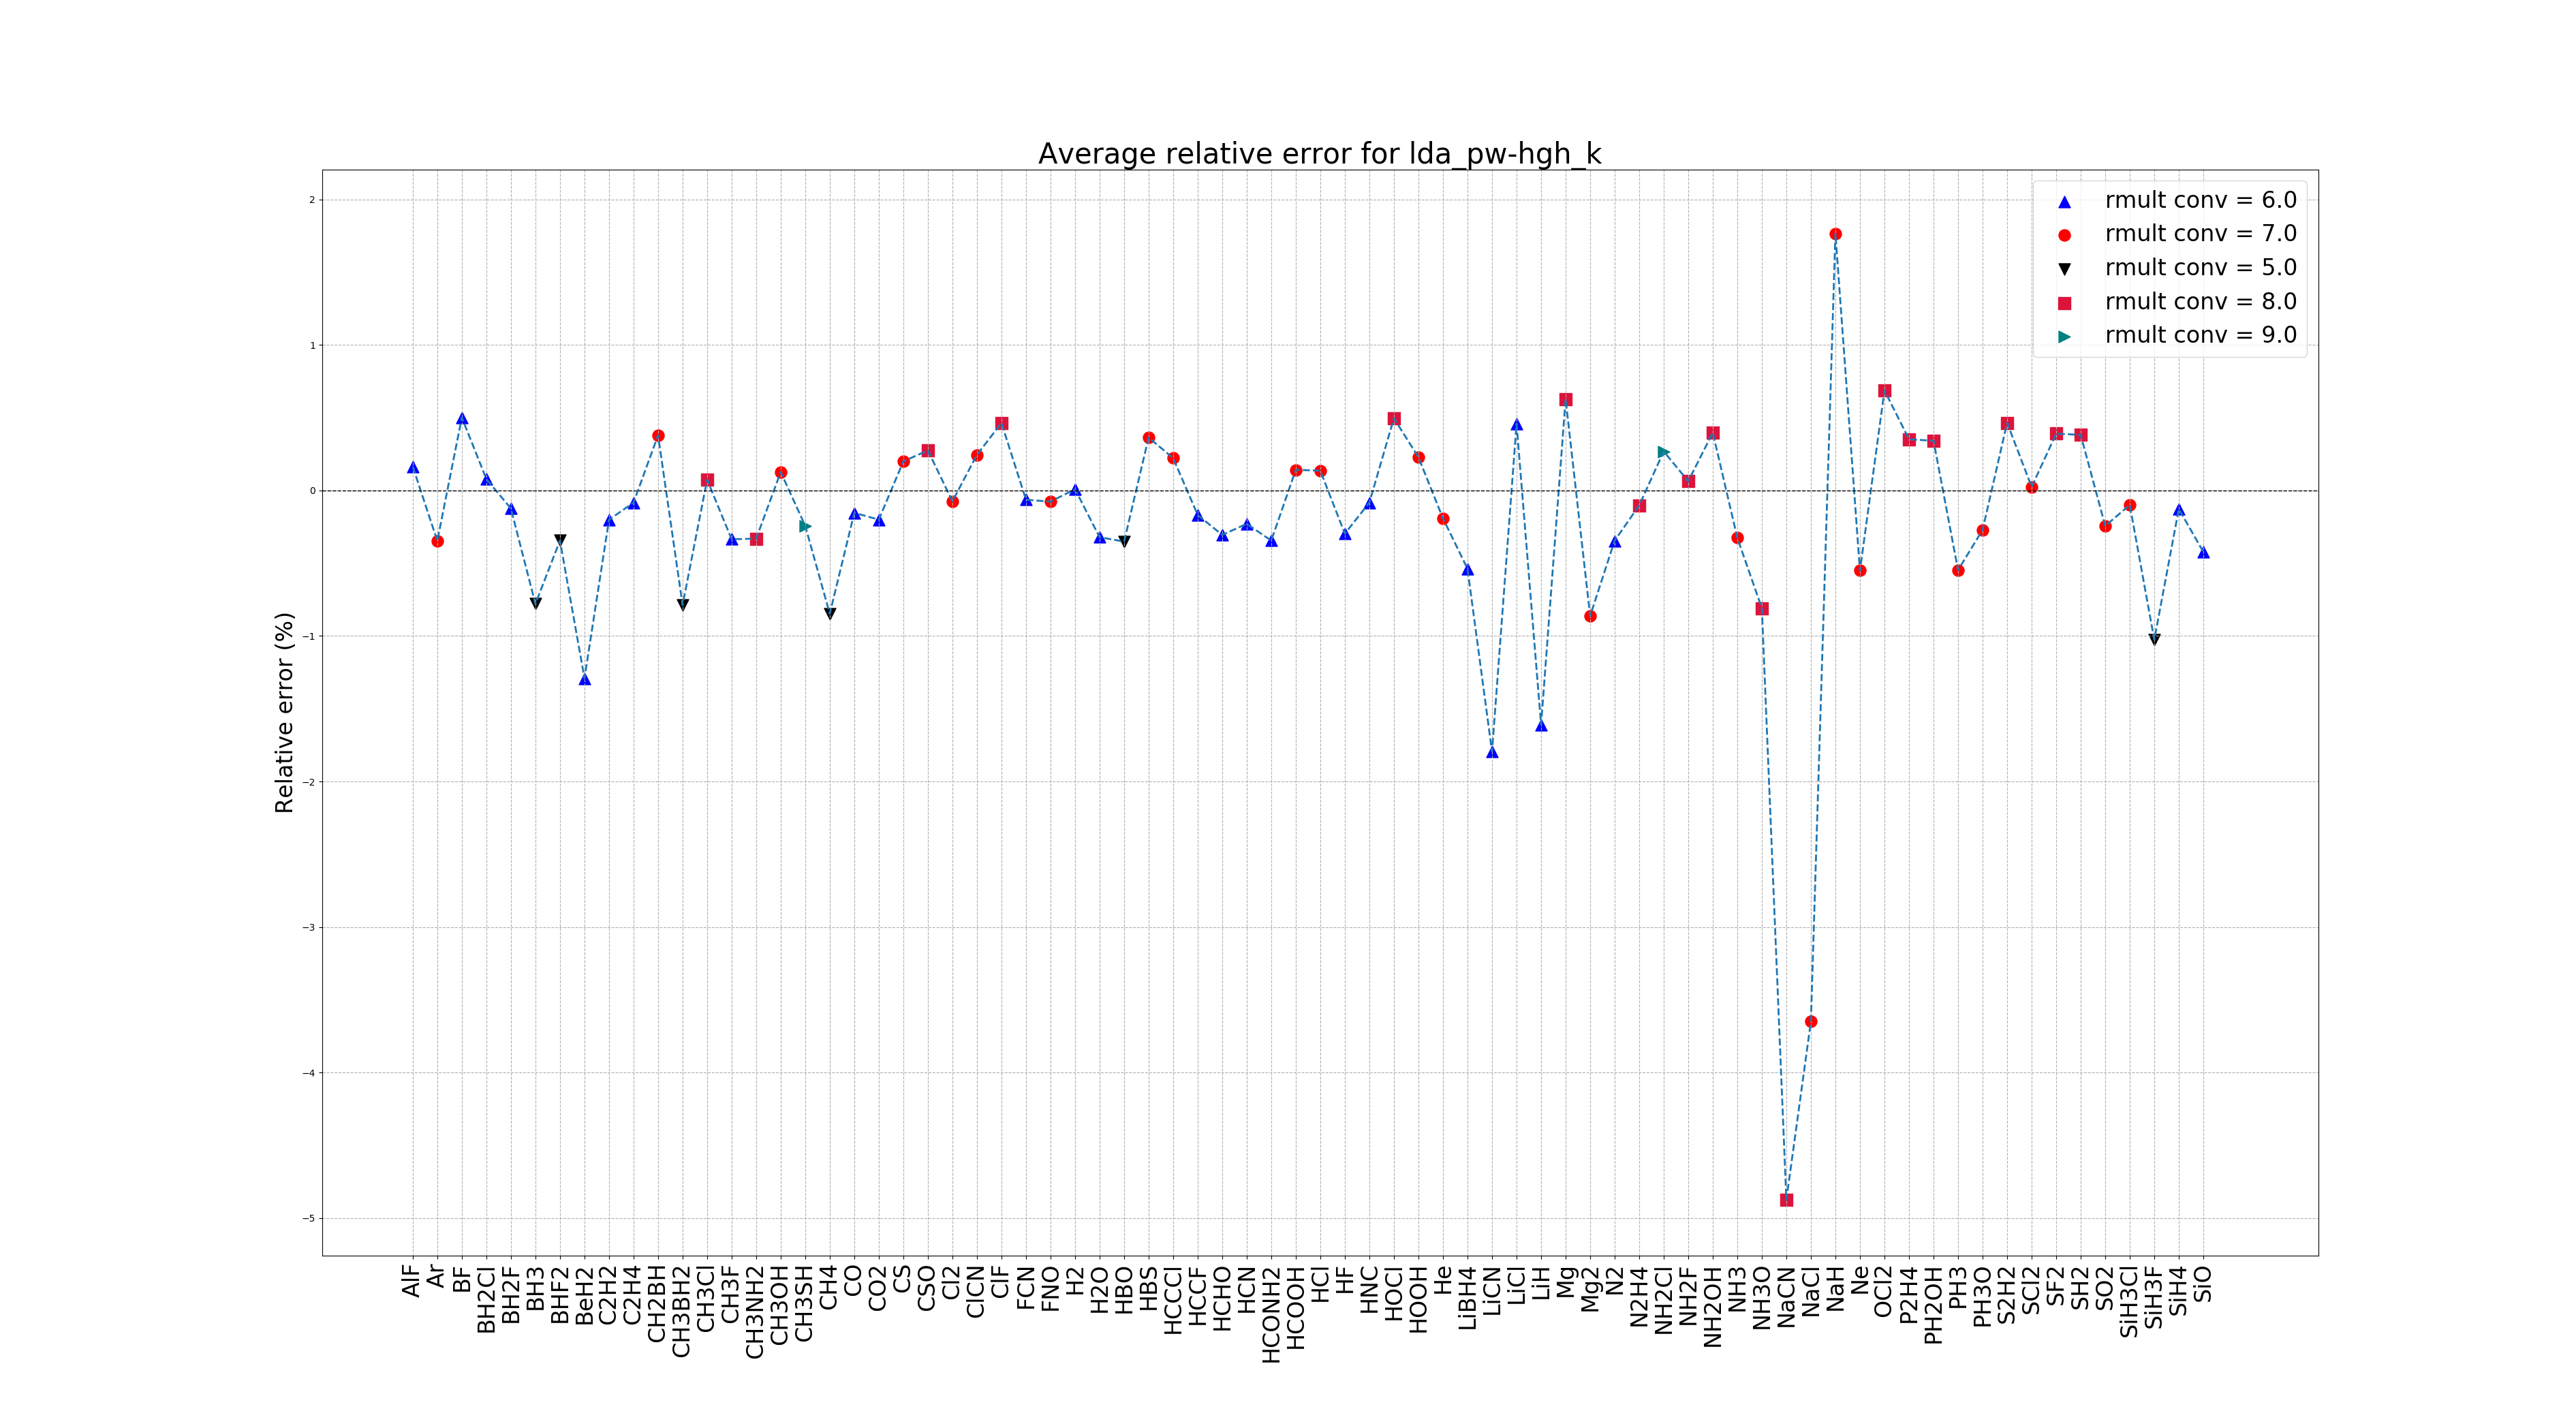 Average relative error for lda_pw-hgh_k
rmult conv = 6.0
rmult conv = 7.0
rmult conv = 5.0
rmult conv = 8.0
rmult conv = 9.0
Relative error (%)
2
1
0
−1
−2
−3
−4
−5
AlF
Ar
BF
BH2Cl
BH2F
BH3
BHF2
BeH2
C2H2
C2H4
CH2BH
CH3BH2
CH3Cl
CH3F
CH3NH2
CH3OH
CH3SH
CH4
CO
CO2
CS
CSO
Cl2
ClCN
ClF
FCN
FNO
H2
H2O
HBO
HBS
HCCCl
HCCF
HCHO
HCN
HCONH2
HCOOH
HCl
HF
HNC
HOCl
HOOH
He
LiBH4
LiCN
LiCl
LiH
Mg
Mg2
N2
N2H4
NH2Cl
NH2F
NH2OH
NH3
NH3O
NaCN
NaCl
NaH
Ne
OCl2
P2H4
PH2OH
PH3
PH3O
S2H2
SCl2
SF2
SH2
SO2
SiH3Cl
SiH3F
SiH4
SiO